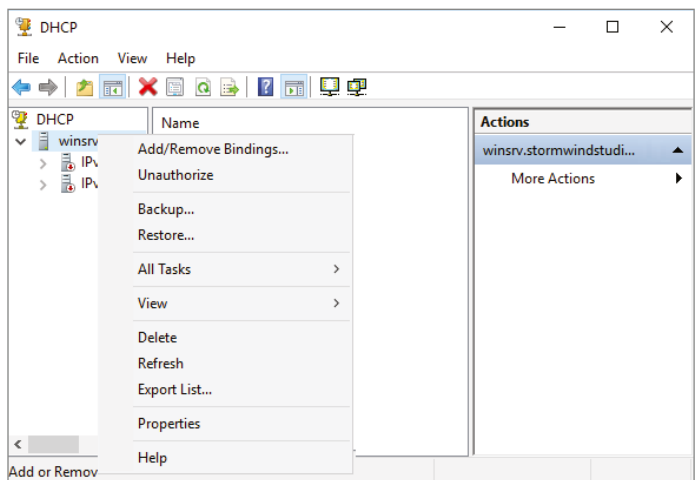 DHCP
File Action View Help
DHCP
winsrv
IPv
IPv
Name
Add/Remove Bindings...
Unauthorize
Backup...
Restore...
All Tasks
View
Delete
Refresh
Export List...
Properties
Help
Actions
winsrv.stormwindstudi...
More Actions
Add or Remov